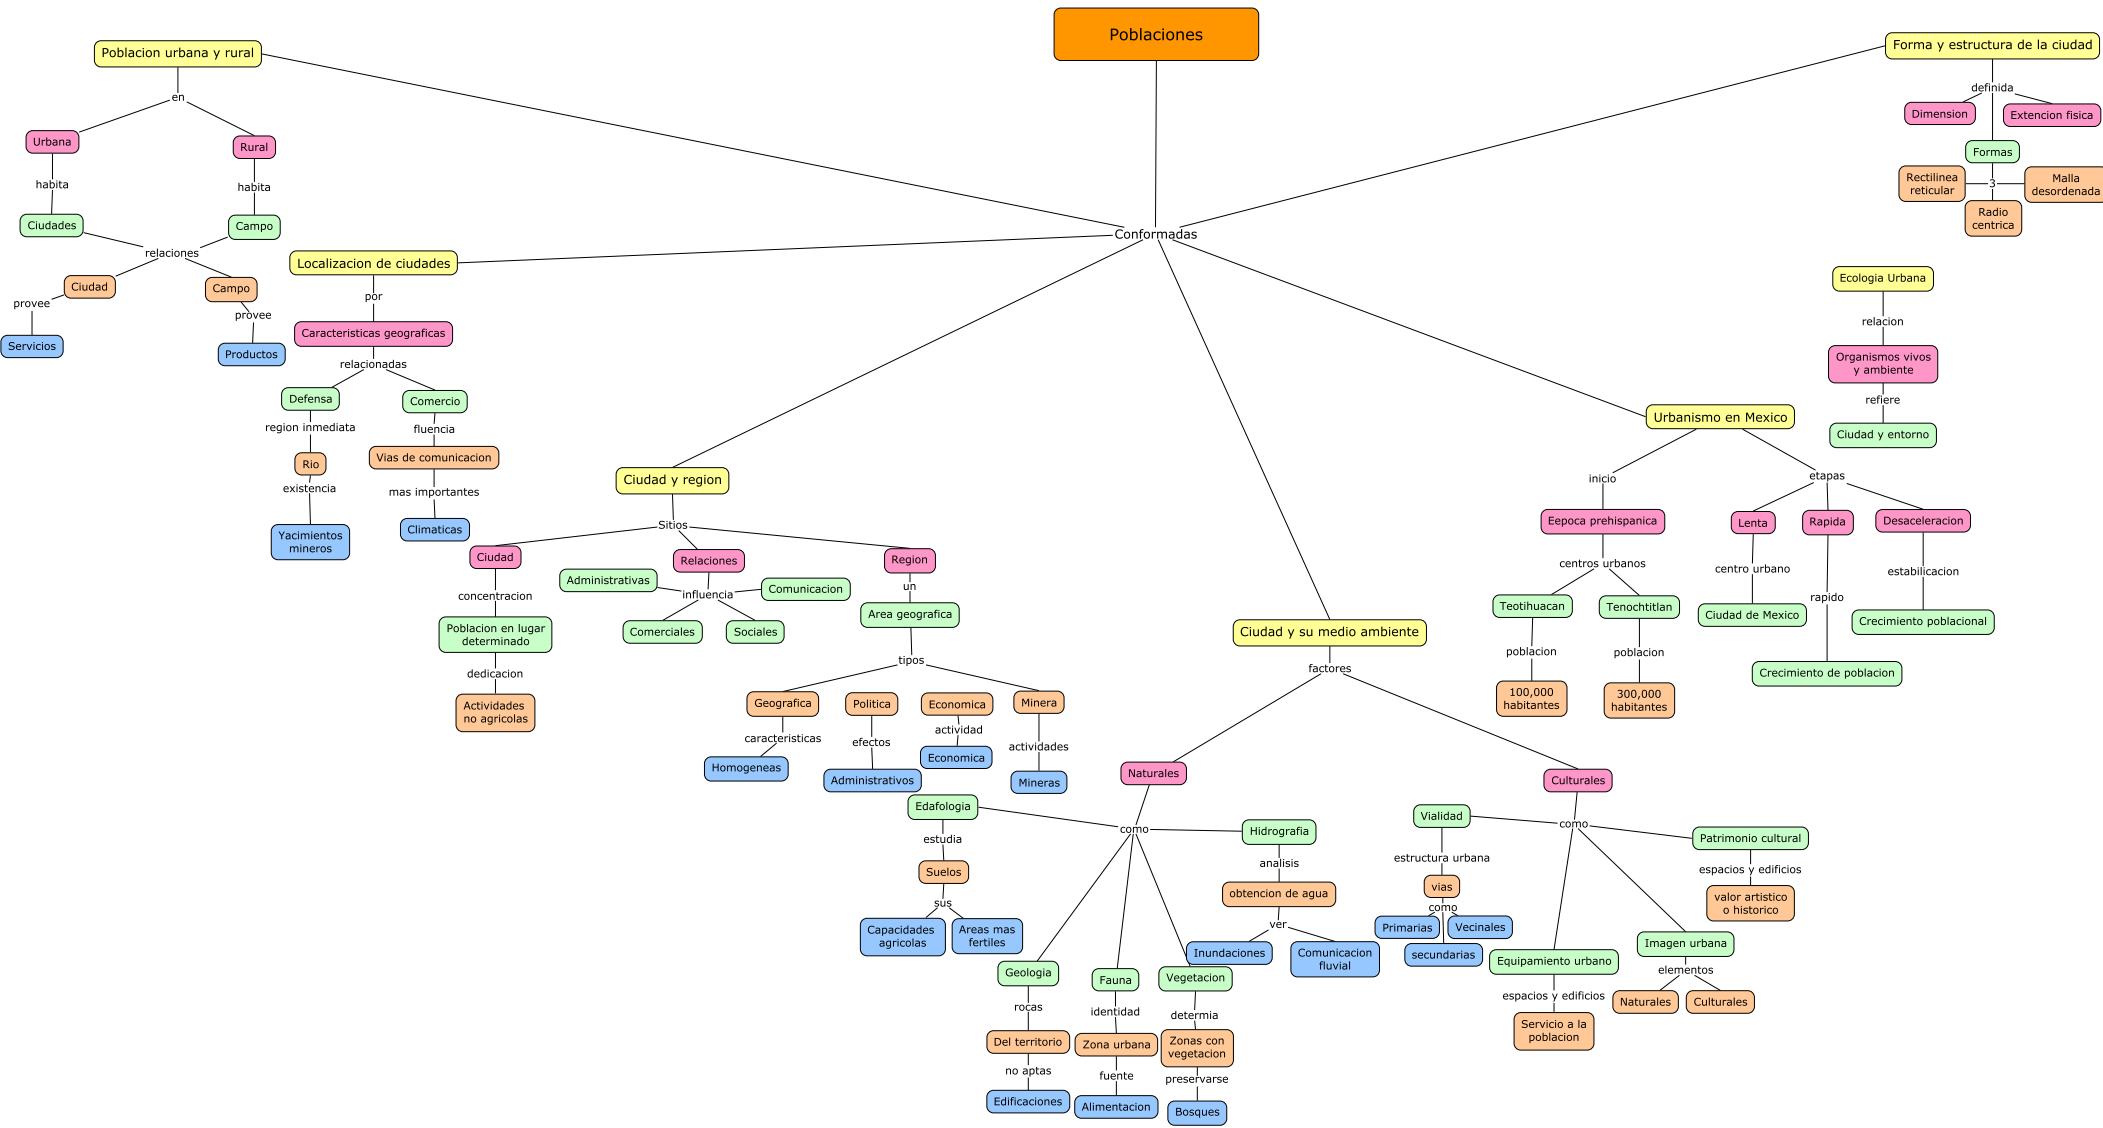 Poblaciones
Poblacion urbana y rural
en
Urbana
Rural
habita
habita
Ciudades
Campo
relaciones
Ciudad
Campo
provee
provee
Servicios
Productos
Localizacion de ciudades
por
Caracteristicas geograficas
relacionadas
Defensa
Comercio
region inmediata
fluencia
Rio
Vias de comunicacion
existencia
mas importantes
Yacimientos
mineros
Climaticas
Conformadas
Ciudad y region
Sitios
Ciudad
Relaciones
Region
concentracion
Poblacion en lugar
determinado
dedicacion
Actividades
no agricolas
Administrativas
influencia
Comunicacion
Comerciales
Sociales
un
Area geografica
tipos
Geografica
Politica
Economica
Minera
caracteristicas
efectos
actividad
actividades
Homogeneas
Administrativos
Economica
Mineras
Ciudad y su medio ambiente
factores
Naturales
Culturales
Edafologia
como
Hidrografia
estudia
Suelos
sus
Capacidades
agricolas
Areas mas
fertiles
analisis
obtencion de agua
ver
Inundaciones
Comunicacion
fluvial
Geologia
Fauna
Vegetacion
rocas
identidad
determia
Del territorio
Zona urbana
Zonas con
vegetacion
no aptas
fuente
preservarse
Edificaciones
Alimentacion
Bosques
Vialidad
como
Patrimonio cultural
estructura urbana
vias
como
Primarias
Vecinales
secundarias
espacios y edificios
valor artistico
o historico
Equipamiento urbano
Imagen urbana
espacios y edificios
Servicio a la
poblacion
elementos
Naturales
Culturales
Urbanismo en Mexico
inicio
etapas
Eepoca prehispanica
Lenta
Rapida
Desaceleracion
centros urbanos
Teotihuacan
Tenochtitlan
poblacion
poblacion
100,000
habitantes
300,000
habitantes
centro urbano
Ciudad de Mexico
rapido
Crecimiento de poblacion
estabilicacion
Crecimiento poblacional
Forma y estructura de la ciudad
definida
Dimension
Extencion fisica
Formas
Rectilinea
reticular
3
Malla
desordenada
Radio
centrica
Ecologia Urbana
relacion
Organismos vivos
y ambiente
refiere
Ciudad y entorno